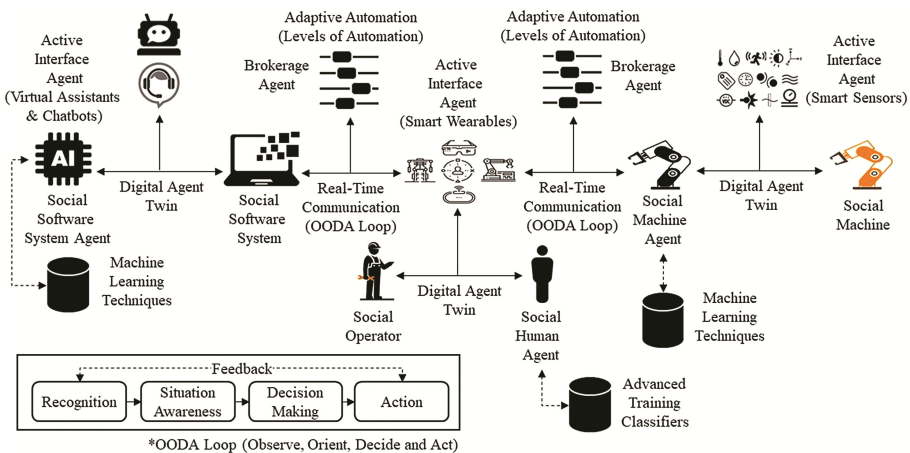 Active
Interface
Agent
(Virtual Assistants
& Chatbots)
AI
Social
Software
System Agent
Machine
Learning
Techniques
Digital Agent
Twin
Social
Software
System
Adaptive Automation
(Levels of Automation)
Brokerage
Agent
Real-Time
Communication
(OODA Loop)
Active
Interface
Agent
(Smart Wearables)
Social
Operator
Digital Agent
Twin
Social
Human
Agent
Advanced
Training
Classifiers
Adaptive Automation
(Levels of Automation)
Brokerage
Agent
Real-Time
Communication
(OODA Loop)
Social
Machine
Agent
Machine
Learning
Techniques
Digital Agent
Twin
Active
Interface
Agent
(Smart Sensors)
VOC
Social
Machine
Feedback
Recognition
Situation
Awareness
Decision
Making
Action
*OODA Loop (Observe, Orient, Decide and Act)